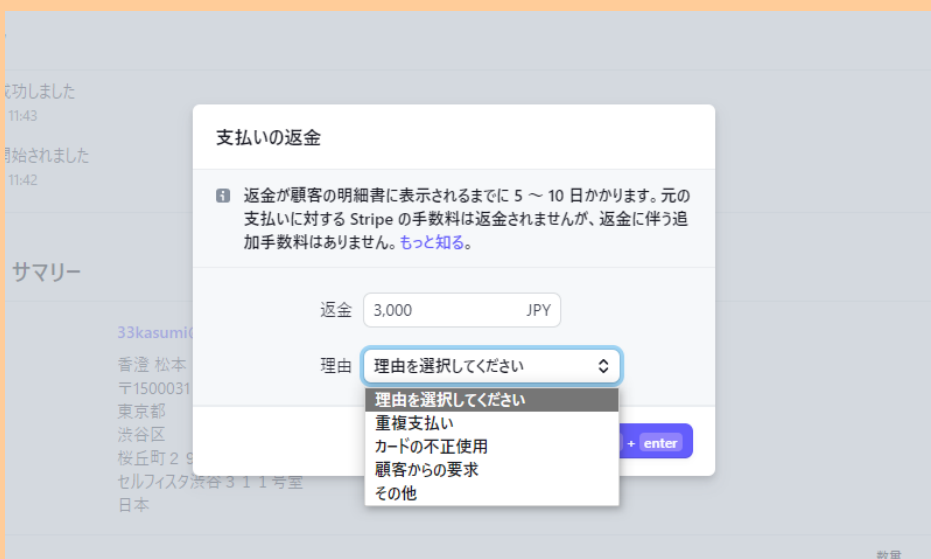 功しました
11:43
開始されました
11:42
サマリー
支払いの返金
返金が顧客の明細書に表示されるまでに 5 ～ 10 日かかります。元の
支払いに対する Stripe の手数料は返金されませんが、返金に伴う追
加手数料はありません。もっと知る。
返金 3,000 JPY
理由 理由を選択してください
理由を選択してください
重複支払い
カードの不正使用
顧客からの要求
その他
+ enter
33kasumi
香澄 松本
〒1500031
東京都
渋谷区
桜丘町２９
セルフィスタ渋谷３１１号室
日本
数量